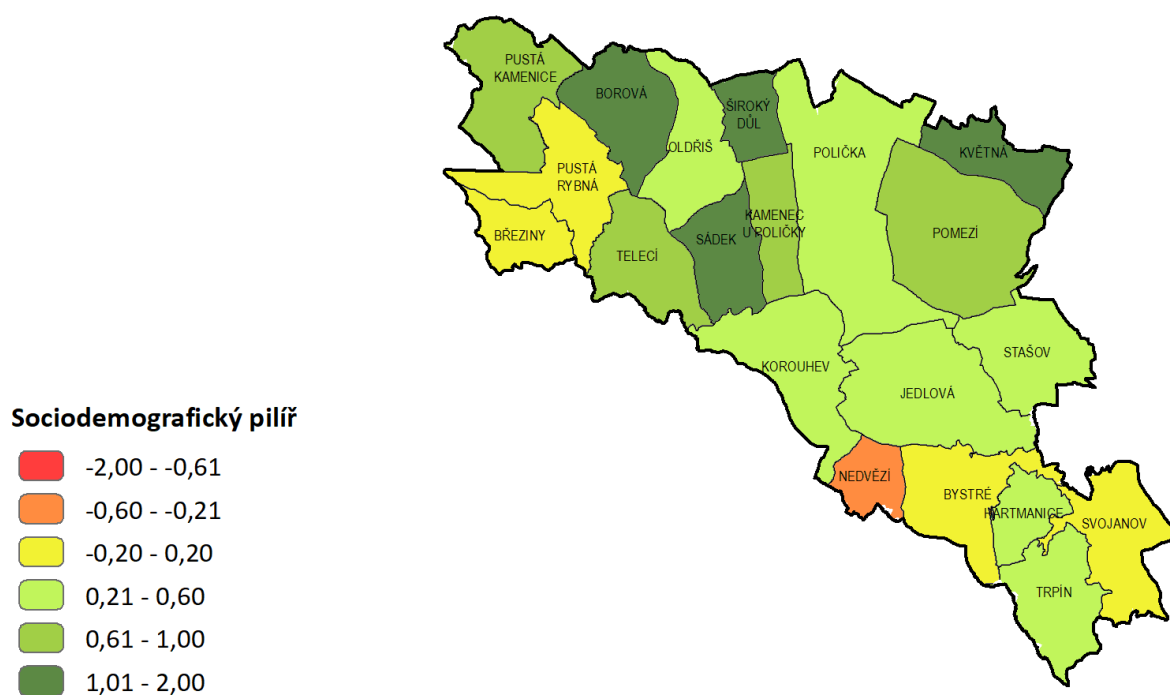 PUSTÁ
KAMENICE
BOROVÁ
ŠIROKÝ
DŮL
OLDŘIŠ
POLIČKA
KVĚTNÁ
PUSTÁ
RYBNÁ
KAMENEC
U POLIČKY
BŘEZINY
SÁDEK
POMEZÍ
TELECÍ
STAŠOV
KOROUHEV
JEDLOVÁ
Sociodemografický pilíř
-2,00 - -0,61
-0,60 - -0,21
-0,20 - 0,20
0,21 - 0,60
0,61 - 1,00
1,01 - 2,00
NEDVĚZÍ
BYSTRÉ
HARTMANICE
SVOJANOV
TRPÍN